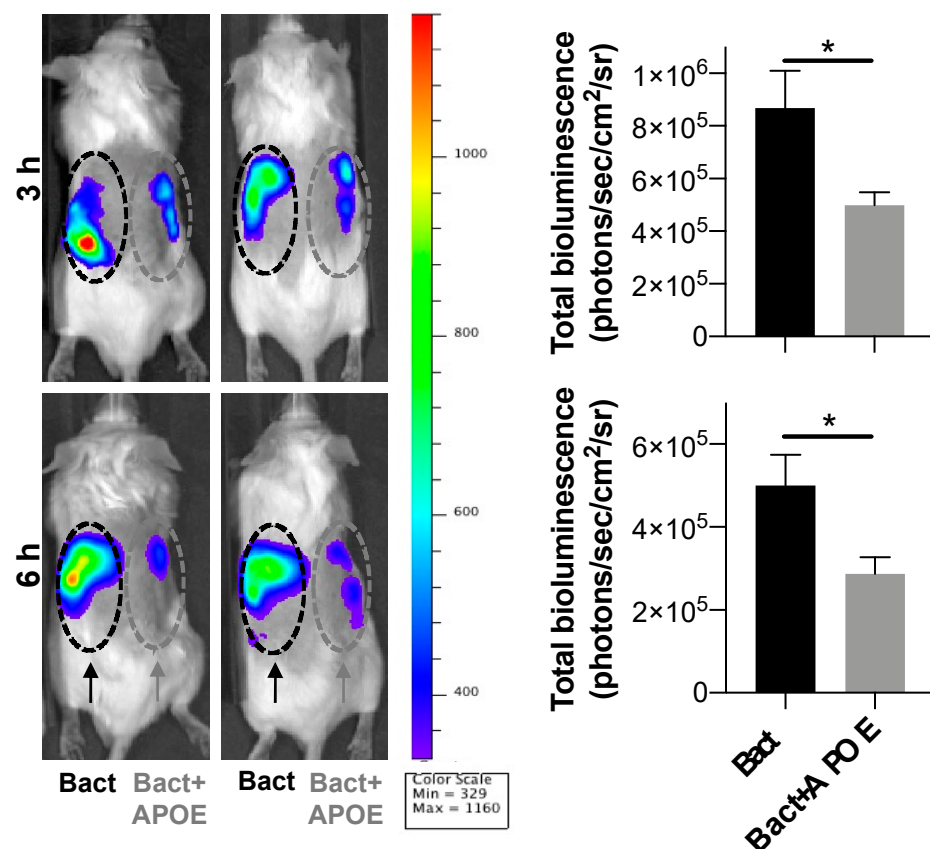 3 h
6 h
Bact
Bact+
APOE
Bact
Bact+
APOE
1000
800
600
400
Color Scale
Min = 329
Max = 1160
Total bioluminescence
(photons/sec/cm²/sr)
*
1×10⁶
8×10⁵
6×10⁵
4×10⁵
2×10⁵
0
Total bioluminescence
(photons/sec/cm²/sr)
*
6×10⁵
4×10⁵
2×10⁵
0
Bact
Bact+A PO E